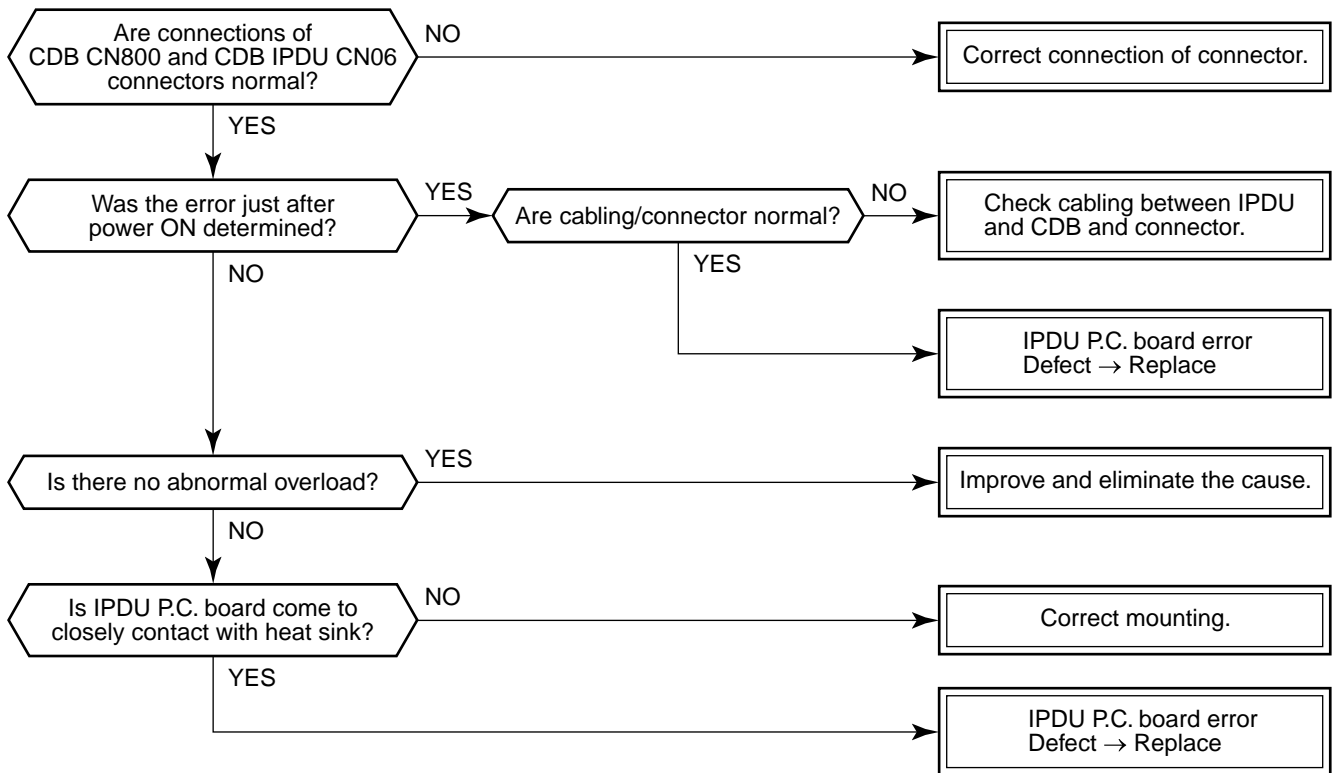 Are connections of
CDB CN800 and CDB IPDU CN06
connectors normal?
NO
Correct connection of connector.
YES
Was the error just after
power ON determined?
YES
Are cabling/connector normal?
NO
Check cabling between IPDU
and CDB and connector.
NO
YES
IPDU P.C. board error
Defect → Replace
Is there no abnormal overload?
YES
Improve and eliminate the cause.
NO
Is IPDU P.C. board come to
closely contact with heat sink?
NO
Correct mounting.
YES
IPDU P.C. board error
Defect → Replace